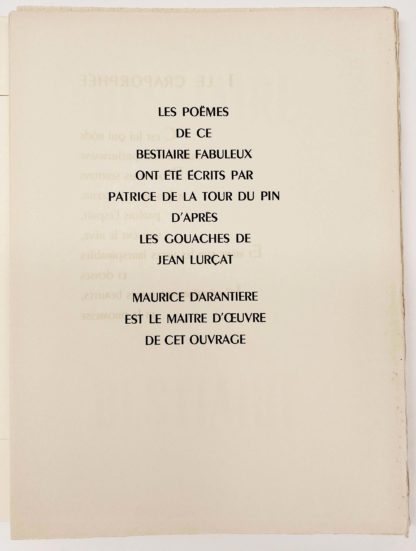 LES POËMES
DE CE
BESTIAIRE FABULEUX
ONT ÉTÉ ÉCRITS PAR
PATRICE DE LA TOUR DU PIN
D'APRÈS
LES GOUACHES DE
JEAN LURÇAT
MAURICE DARANTIERE
EST LE MAITRE D'ŒUVRE
DE CET OUVRAGE